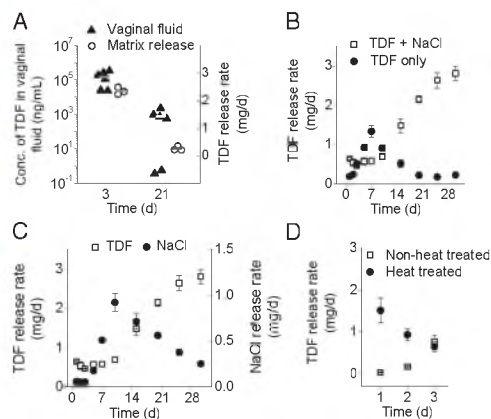 A
▲ Vaginal fluid
○ Matrix release
Conc. of TDF in vaginal
fluid (ng/mL)
10⁷
10⁵
10³
10¹
10⁻¹
3
2
1
0
TDF release rate
(mg/d)
3 21
Time (d)
B
□ TDF + NaCl
● TDF only
release rate
(mg/d)
3
2
1
0
0 7 14 21 28
Time (d)
C
□ TDF ● NaCl
TDF release rate
(mg/d)
3
2
1
0
1.5
1.0
0.5
0.0
NaCl release rate
(mg/d)
0 7 14 21 28
Time (d)
D
□ Non-heat treated
● Heat treated
TDF release rate
(mg/d)
3
2
1
0
1 2 3
Time (d)